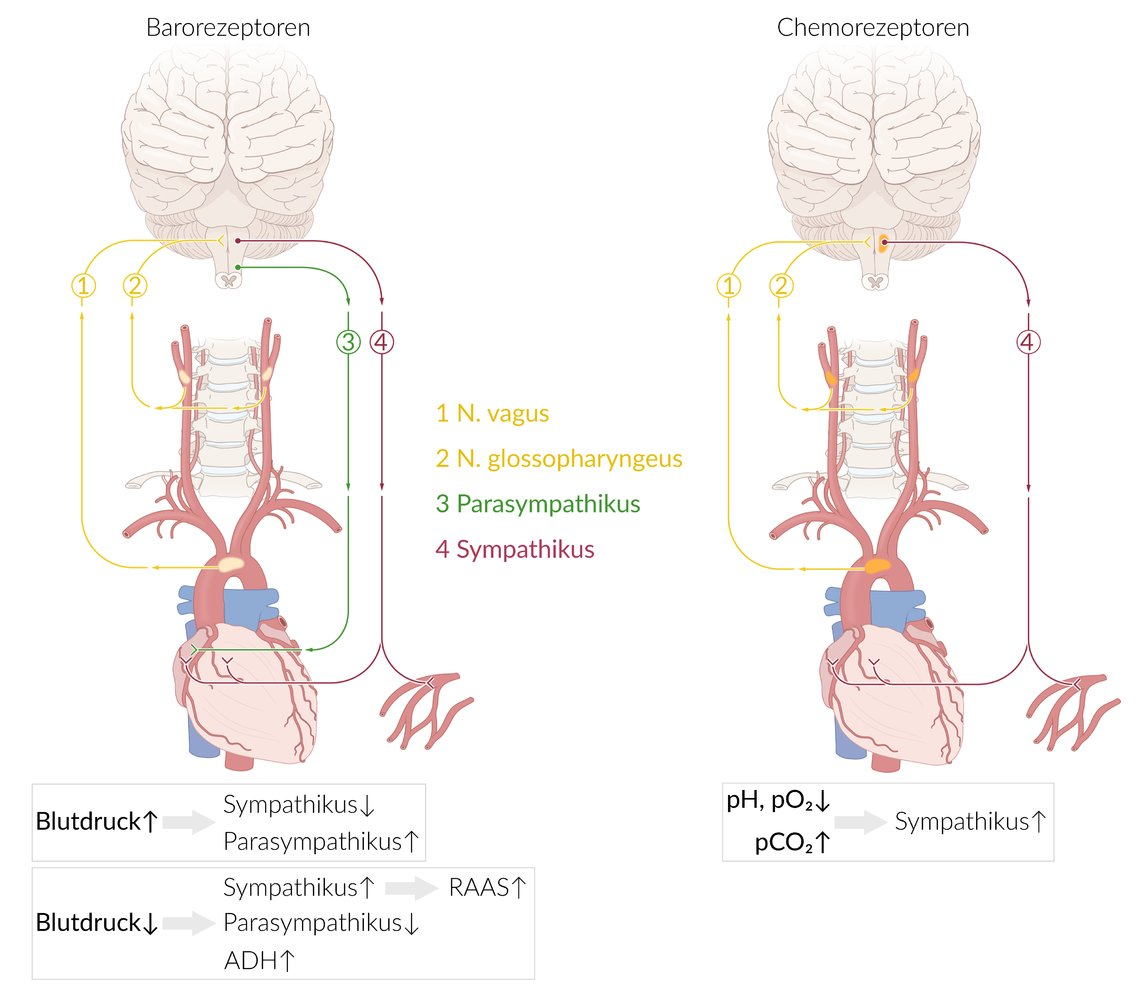 Barorezeptoren
Chemorezeptoren
1
2
3
4
1
2
4
1 N. vagus
2 N. glossopharyngeus
3 Parasympathikus
4 Sympathikus
Blutdruck↑
Sympathikus↓
Parasympathikus↑
Blutdruck↓
Sympathikus↑ RAAS↑
Parasympathikus↓
ADH↑
pH, pO₂↓
pCO₂↑
Sympathikus↑